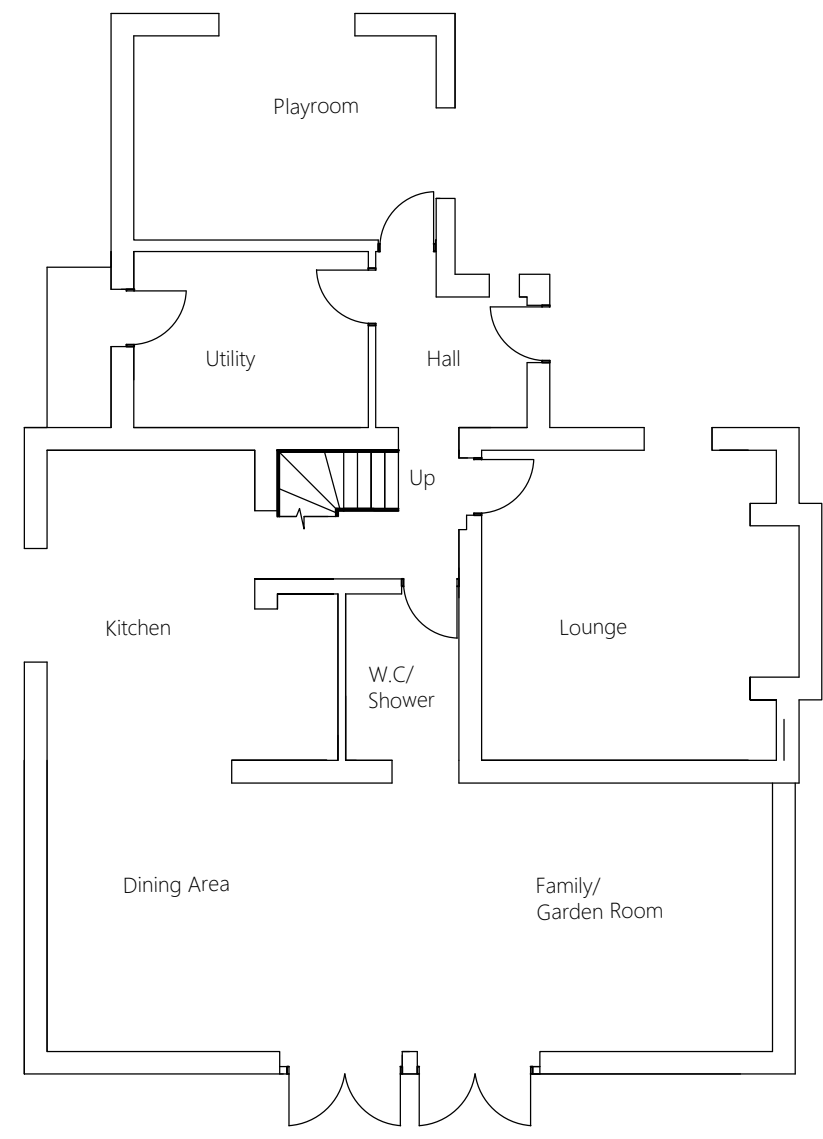 Playroom
Utility
Hall
Up
Kitchen
Lounge
W.C/
Shower
Dining Area
Family/
Garden Room